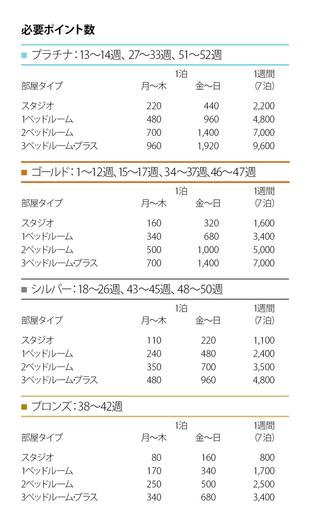 必要ポイント数
プラチナ：13〜14週、27〜33週、51〜52週
1泊 1週間
部屋タイプ 月〜木 金〜日 (7泊)
スタジオ 220 440 2,200
1ベッドルーム 480 960 4,800
2ベッドルーム 700 1,400 7,000
3ベッドルーム・プラス 960 1,920 9,600
ゴールド：1〜12週、15〜17週、34〜37週、46〜47週
1泊 1週間
部屋タイプ 月〜木 金〜日 (7泊)
スタジオ 160 320 1,600
1ベッドルーム 340 680 3,400
2ベッドルーム 500 1,000 5,000
3ベッドルーム・プラス 700 1,400 7,000
シルバー：18〜26週、43〜45週、48〜50週
1泊 1週間
部屋タイプ 月〜木 金〜日 (7泊)
スタジオ 110 220 1,100
1ベッドルーム 240 480 2,400
2ベッドルーム 350 700 3,500
3ベッドルーム・プラス 480 960 4,800
ブロンズ：38〜42週
1泊 1週間
部屋タイプ 月〜木 金〜日 (7泊)
スタジオ 80 160 800
1ベッドルーム 170 340 1,700
2ベッドルーム 250 500 2,500
3ベッドルーム・プラス 340 680 3,400